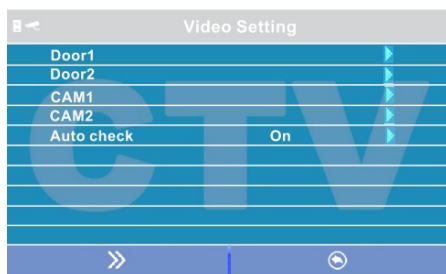 Video Setting
Door1
Door2
CAM1
CAM2
Auto check On
CTV